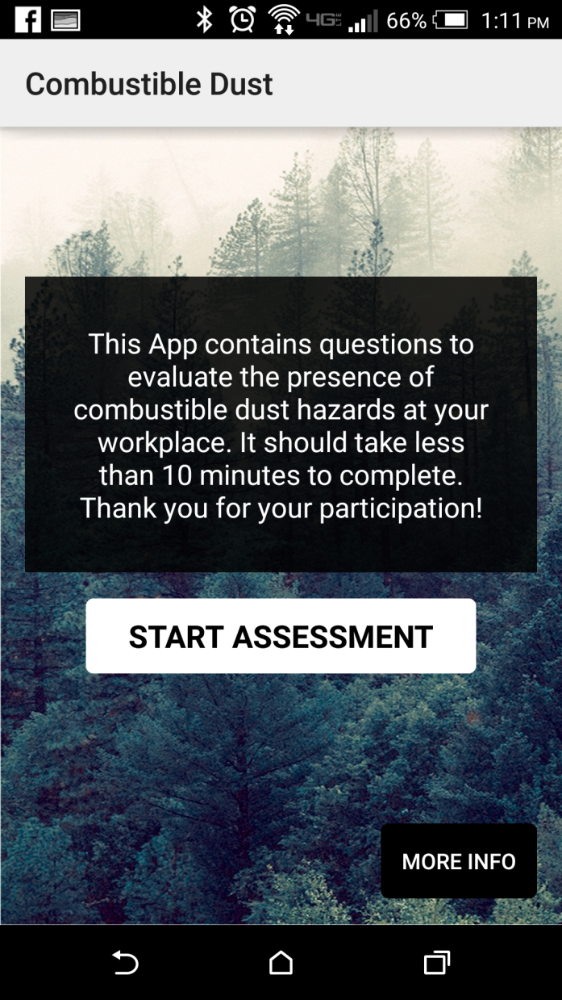 4G LTE 66% 1:11 PM
Combustible Dust
This App contains questions to
evaluate the presence of
combustible dust hazards at your
workplace. It should take less
than 10 minutes to complete.
Thank you for your participation!
START ASSESSMENT
MORE INFO